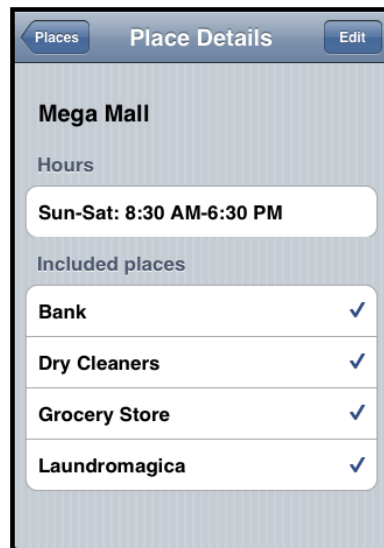 Places
Place Details
Edit
Mega Mall
Hours
Sun-Sat: 8:30 AM-6:30 PM
Included places
Bank
Dry Cleaners
Grocery Store
Laundromagica